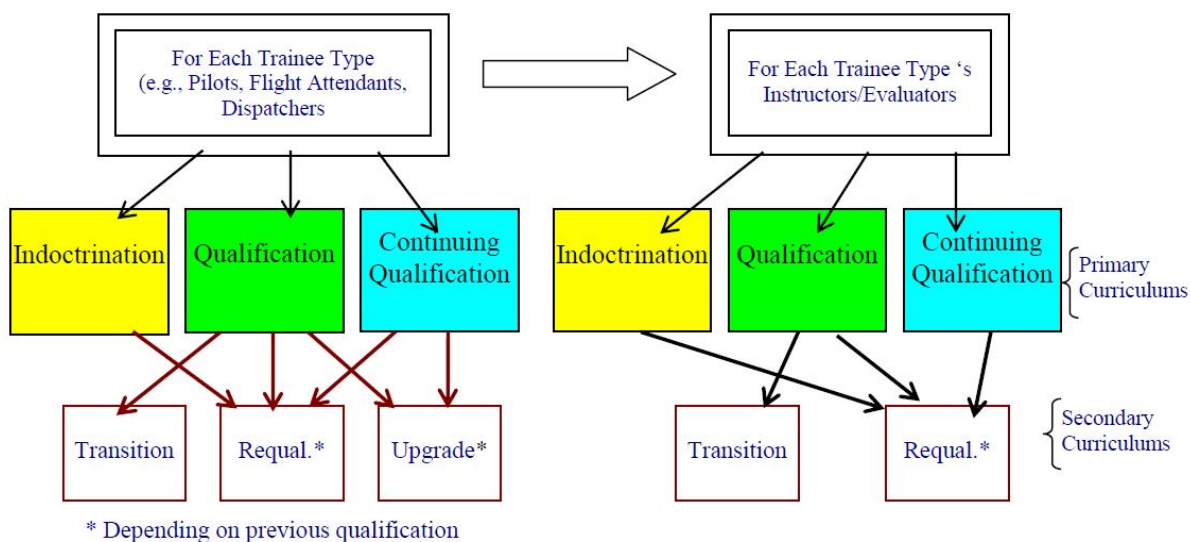 For Each Trainee Type
(e.g., Pilots, Flight Attendants,
Dispatchers
For Each Trainee Type ‘s
Instructors/Evaluators
Indoctrination
Qualification
Continuing
Qualification
Indoctrination
Qualification
Continuing
Qualification
Primary
Curriculums
Transition
Requal.*
Upgrade*
Transition
Requal.*
Secondary
Curriculums
* Depending on previous qualification